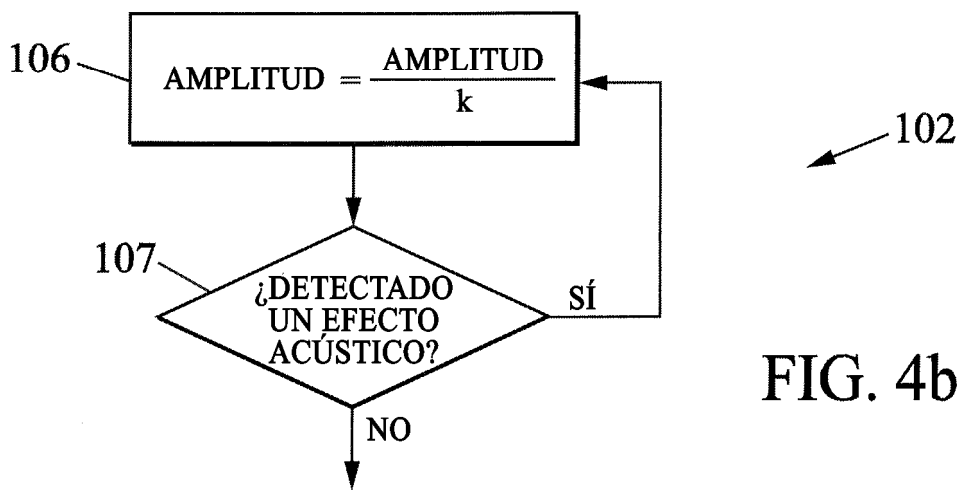 106
AMPLITUD = AMPLITUD
k
102
107
¿DETECTADO
UN EFECTO
ACÚSTICO?
SÍ
NO
FIG. 4b